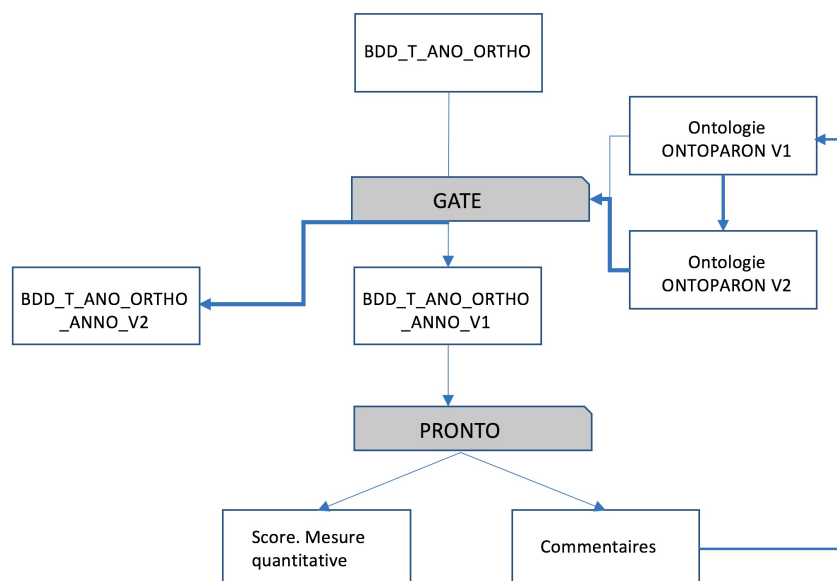 BDD_T_ANO_ORTHO
Ontologie
ONTOPARON V1
GATE
Ontologie
ONTOPARON V2
BDD_T_ANO_ORTHO
_ANNO_V2
BDD_T_ANO_ORTHO
_ANNO_V1
PRONTO
Score. Mesure
quantitative
Commentaires